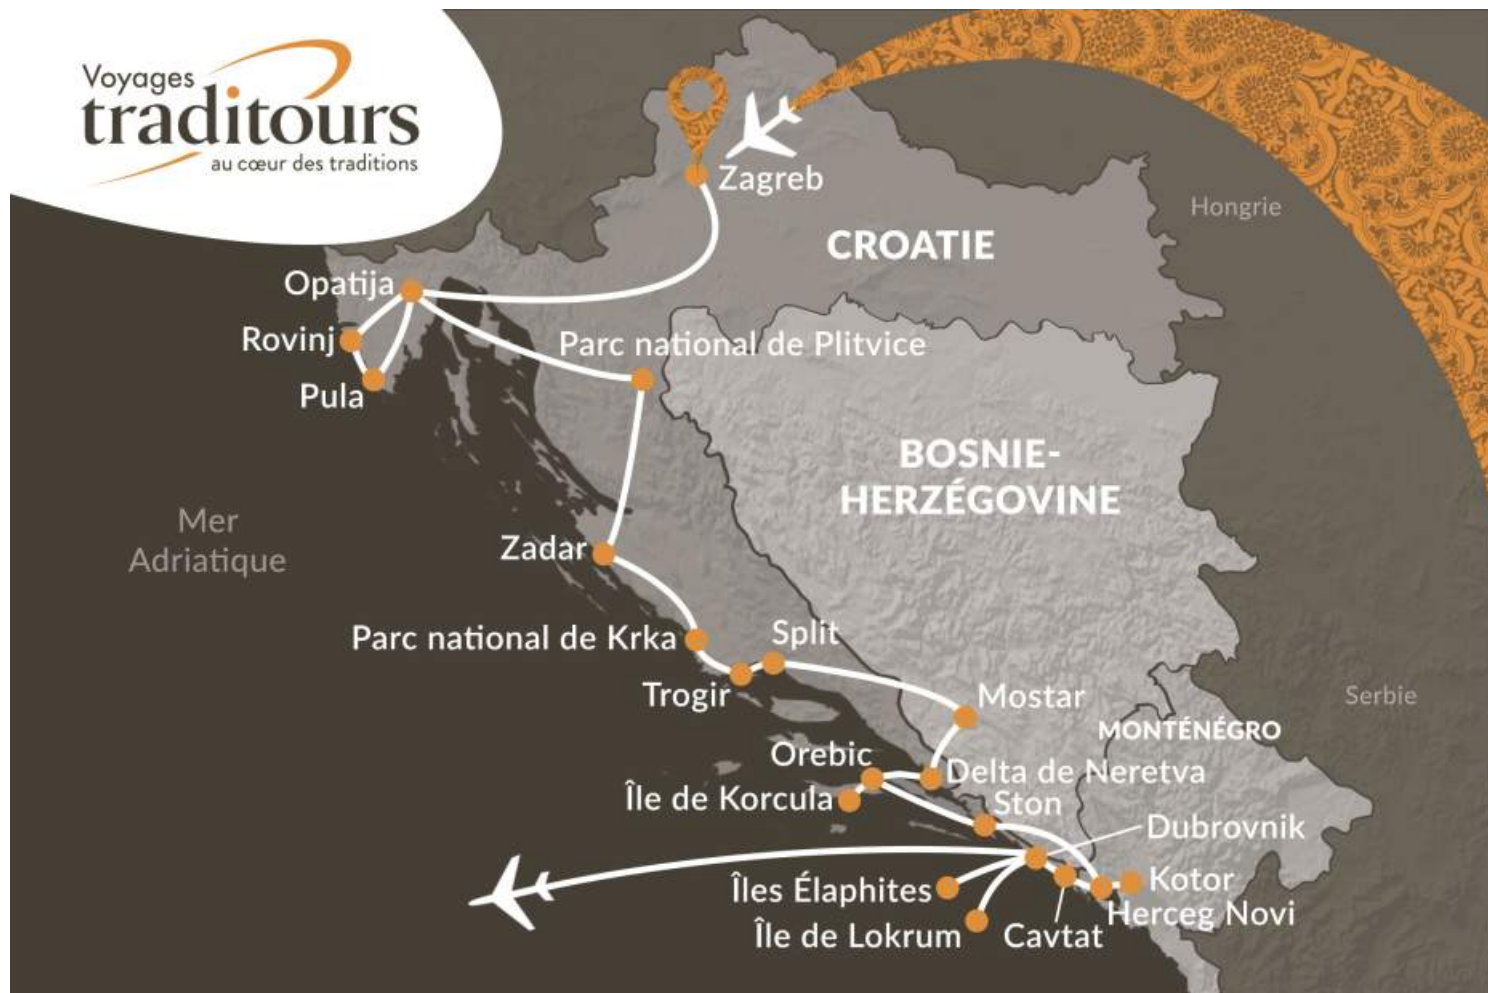 Voyages
traditours
au cœur des traditions
Zagreb
Hongrie
CROATIE
Opatija
Rovinj
Parc national de Plitvice
Pula
BOSNIE-
HERZÉGOVINE
Mer
Adriatique
Zadar
Parc national de Krka
Split
Trogir
Mostar
Serbie
MONTÉNÉGRO
Orebic
Delta de Neretva
Île de Korcula
Ston
Dubrovnik
Îles Élaphites
Kotor
Herceg Novi
Île de Lokrum
Cavtat